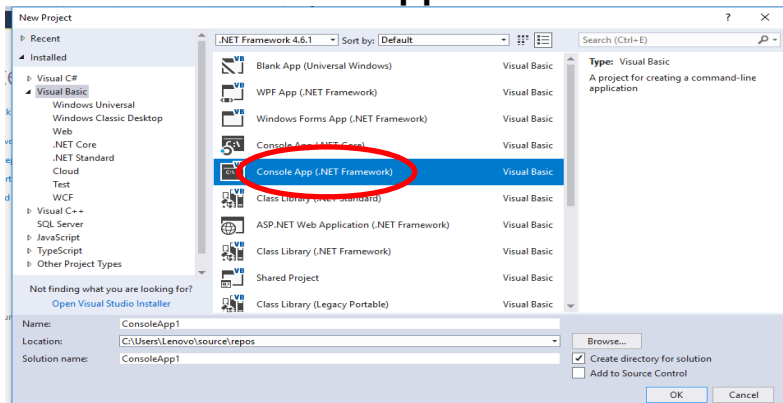 New Project
? ×
Recent
.NET Framework 4.6.1 Sort by: Default
Search (Ctrl+E)
Installed
Visual C#
Visual Basic
Windows Universal
Windows Classic Desktop
Web
.NET Core
.NET Standard
Cloud
Test
WCF
Visual C++
SQL Server
JavaScript
TypeScript
Other Project Types
Not finding what you are looking for?
Open Visual Studio Installer
Blank App (Universal Windows) Visual Basic
WPF App (.NET Framework) Visual Basic
Windows Forms App (.NET Framework) Visual Basic
Console App (.NET Core) Visual Basic
Console App (.NET Framework) Visual Basic
Class Library (.NET Standard) Visual Basic
ASP.NET Web Application (.NET Framework) Visual Basic
Class Library (.NET Framework) Visual Basic
Shared Project Visual Basic
Class Library (Legacy Portable) Visual Basic
Type: Visual Basic
A project for creating a command-line
application
Name: ConsoleApp1
Location: C:\Users\Lenovo\source\repos
Solution name: ConsoleApp1
Browse...
Create directory for solution
Add to Source Control
OK Cancel